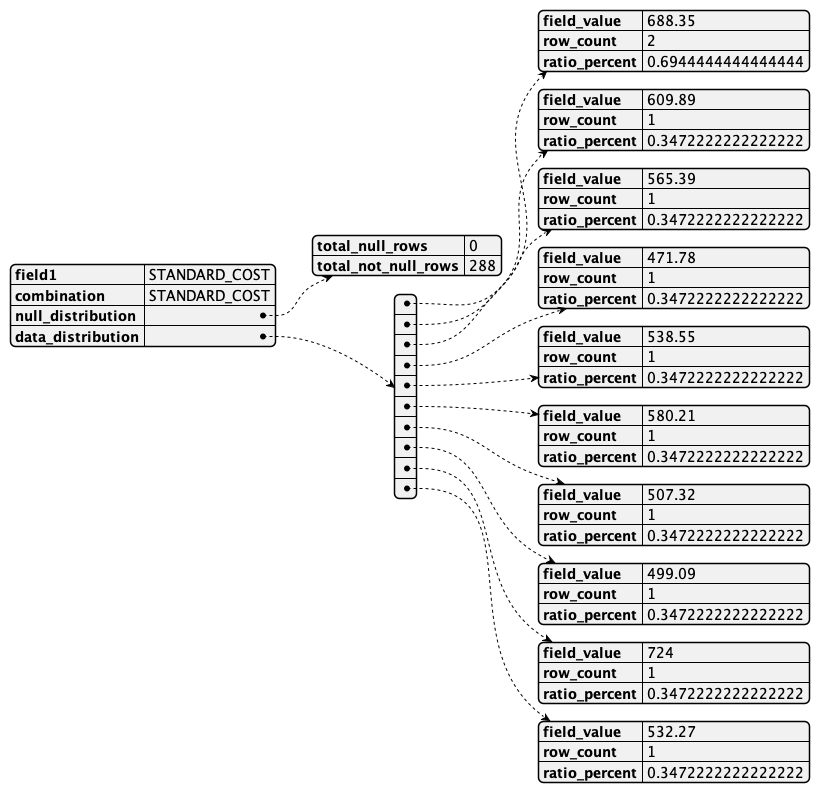 field1 STANDARD_COST
combination STANDARD_COST
null_distribution
data_distribution
total_null_rows 0
total_not_null_rows 288
field_value 688.35
row_count 2
ratio_percent 0.6944444444444444
field_value 609.89
row_count 1
ratio_percent 0.3472222222222222
field_value 565.39
row_count 1
ratio_percent 0.3472222222222222
field_value 471.78
row_count 1
ratio_percent 0.3472222222222222
field_value 538.55
row_count 1
ratio_percent 0.3472222222222222
field_value 580.21
row_count 1
ratio_percent 0.3472222222222222
field_value 507.32
row_count 1
ratio_percent 0.3472222222222222
field_value 499.09
row_count 1
ratio_percent 0.3472222222222222
field_value 724
row_count 1
ratio_percent 0.3472222222222222
field_value 532.27
row_count 1
ratio_percent 0.3472222222222222